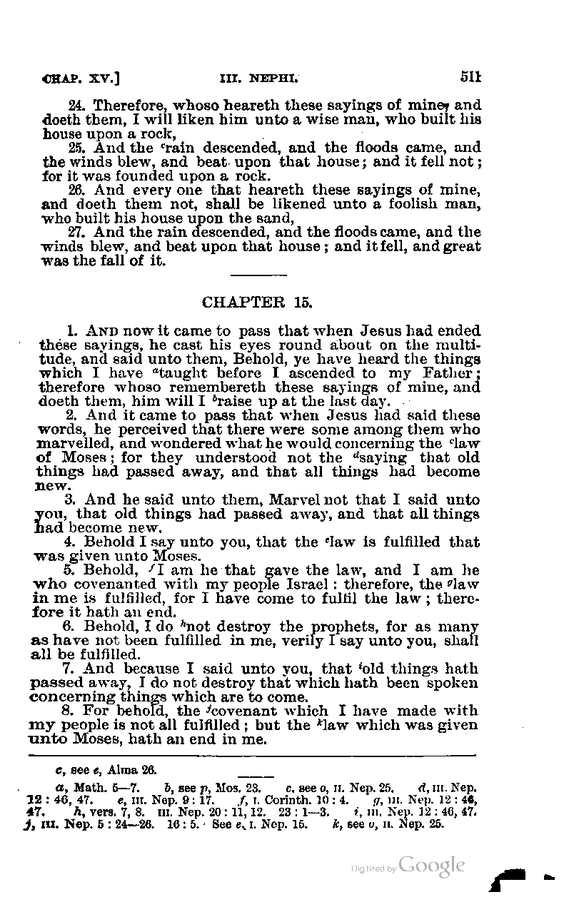 CHAP. XV.] III. NEPHI. 511
24. Therefore, whoso heareth these sayings of mine, and
doeth them, I will liken him unto a wise man, who built his
house upon a rock,
25. And the ᶜrain descended, and the floods came, and
the winds blew, and beat upon that house; and it fell not;
for it was founded upon a rock.
26. And every one that heareth these sayings of mine,
and doeth them not, shall be likened unto a foolish man,
who built his house upon the sand,
27. And the rain descended, and the floods came, and the
winds blew, and beat upon that house; and it fell, and great
was the fall of it.
CHAPTER 15.
1. AND now it came to pass that when Jesus had ended
these sayings, he cast his eyes round about on the multi-
tude, and said unto them, Behold, ye have heard the things
which I have ᵃtaught before I ascended to my Father;
therefore whoso remembereth these sayings of mine, and
doeth them, him will I ᵇraise up at the last day.
2. And it came to pass that when Jesus had said these
words, he perceived that there were some among them who
marvelled, and wondered what he would concerning the ᶜlaw
of Moses; for they understood not the ᵈsaying that old
things had passed away, and that all things had become
new.
3. And he said unto them, Marvel not that I said unto
you, that old things had passed away, and that all things
had become new.
4. Behold I say unto you, that the ᵉlaw is fulfilled that
was given unto Moses.
5. Behold, ᶠI am he that gave the law, and I am he
who covenanted with my people Israel: therefore, the ᵍlaw
in me is fulfilled, for I have come to fulfil the law; there-
fore it hath an end.
6. Behold, I do ʰnot destroy the prophets, for as many
as have not been fulfilled in me, verily I say unto you, shall
all be fulfilled.
7. And because I said unto you, that ⁱold things hath
passed away, I do not destroy that which hath been spoken
concerning things which are to come.
8. For behold, the ʲcovenant which I have made with
my people is not all fulfilled; but the ᵏlaw which was given
unto Moses, hath an end in me.
c, see e, Alma 26.
a, Math. 5—7. b, see p, Mos. 23. c, see o, II. Nep. 25. d, III. Nep.
12: 46, 47. e, III. Nep. 9: 17. f, I. Corinth. 10: 4. g, III. Nep. 12: 46,
47. h, vers. 7, 8. III. Nep. 20: 11, 12. 23: 1—3. i, III. Nep. 12: 46, 47.
j, III. Nep. 5: 24—26. 16: 5. See e, I. Nep. 15. k, see o, II. Nep. 25.
Digitized by Google